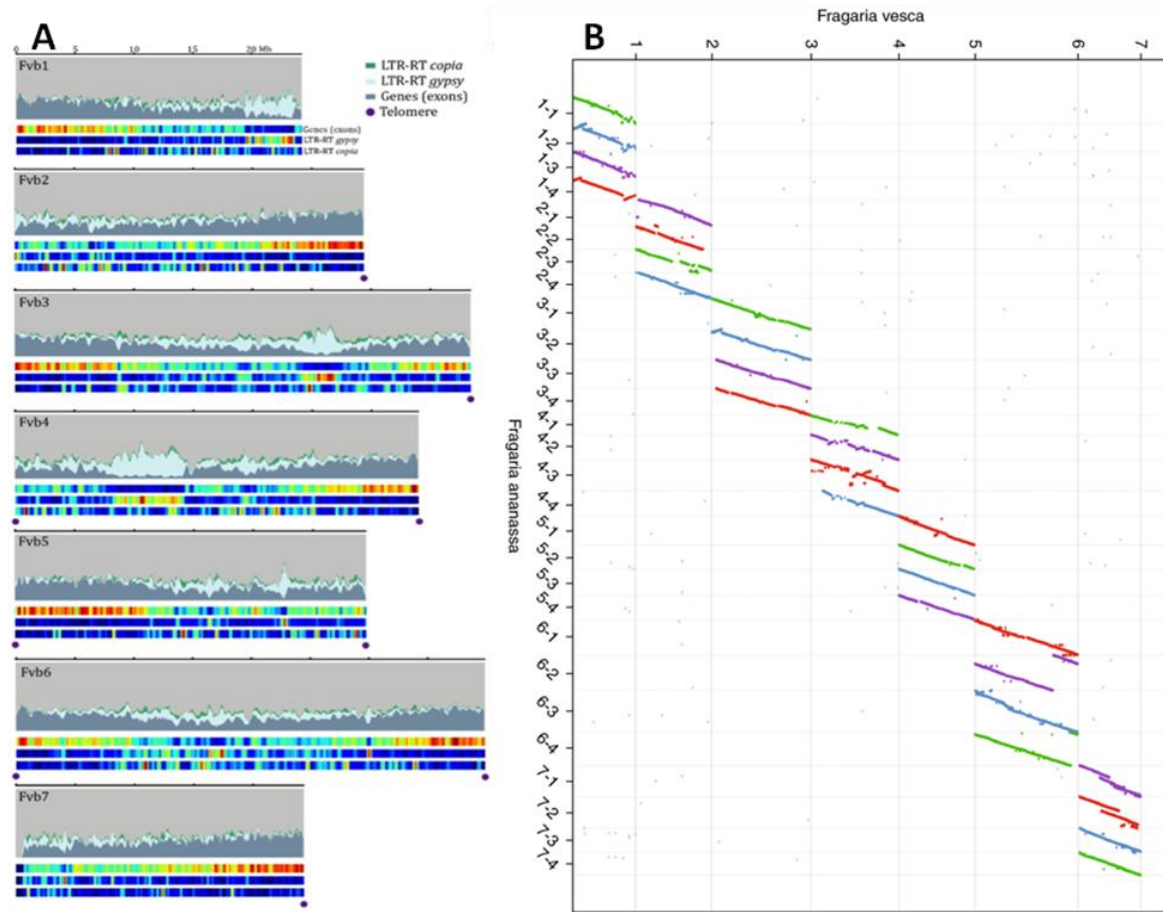 A
0 5 10 1,5 20 Mb
Fvb1
LTR-RT copia
LTR-RT gypsy
Genes (exons)
Telomere
Genes (exons)
LTR-RT gypsy
LTR-RT copia
Fvb2
Fvb3
Fvb4
Fvb5
Fvb6
Fvb7
B
Fragaria vesca
1 2 3 4 5 6 7
Fragaria ananassa
1-1
1-2
1-3
1-4
2-1
2-2
2-3
2-4
3-1
3-2
3-3
3-4
4-1
4-2
4-3
4-4
5-1
5-2
5-3
5-4
6-1
6-2
6-3
6-4
7-1
7-2
7-3
7-4